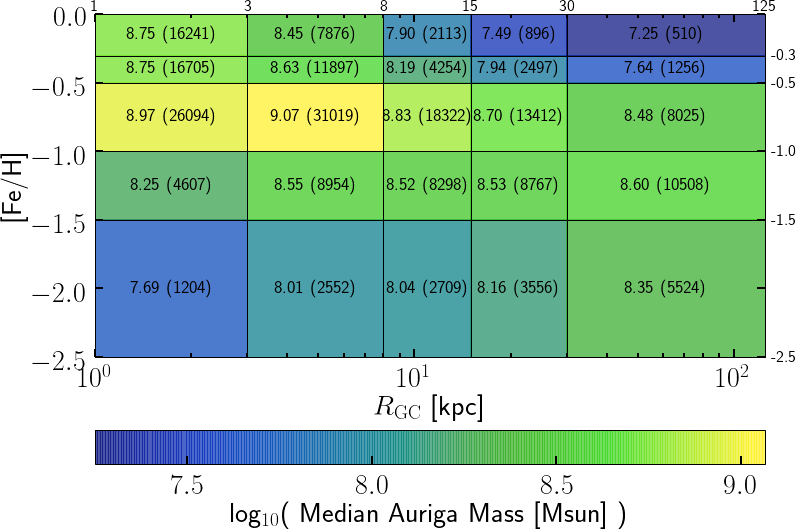 1 3 8 15 30 125
0.0 8.75 (16241) 8.45 (7876) 7.90 (2113) 7.49 (896) 7.25 (510)
-0.3
8.75 (16705) 8.63 (11897) 8.19 (4254) 7.94 (2497) 7.64 (1256)
−0.5 -0.5
8.97 (26094) 9.07 (31019) 8.83 (18322) 8.70 (13412) 8.48 (8025)
−1.0 -1.0
[Fe/H]
8.25 (4607) 8.55 (8954) 8.52 (8298) 8.53 (8767) 8.60 (10508)
−1.5 -1.5
7.69 (1204) 8.01 (2552) 8.04 (2709) 8.16 (3556) 8.35 (5524)
−2.0
−2.5 -2.5
10⁰ 10¹ 10²
R_GC [kpc]
7.5 8.0 8.5 9.0
log₁₀( Median Auriga Mass [Msun] )